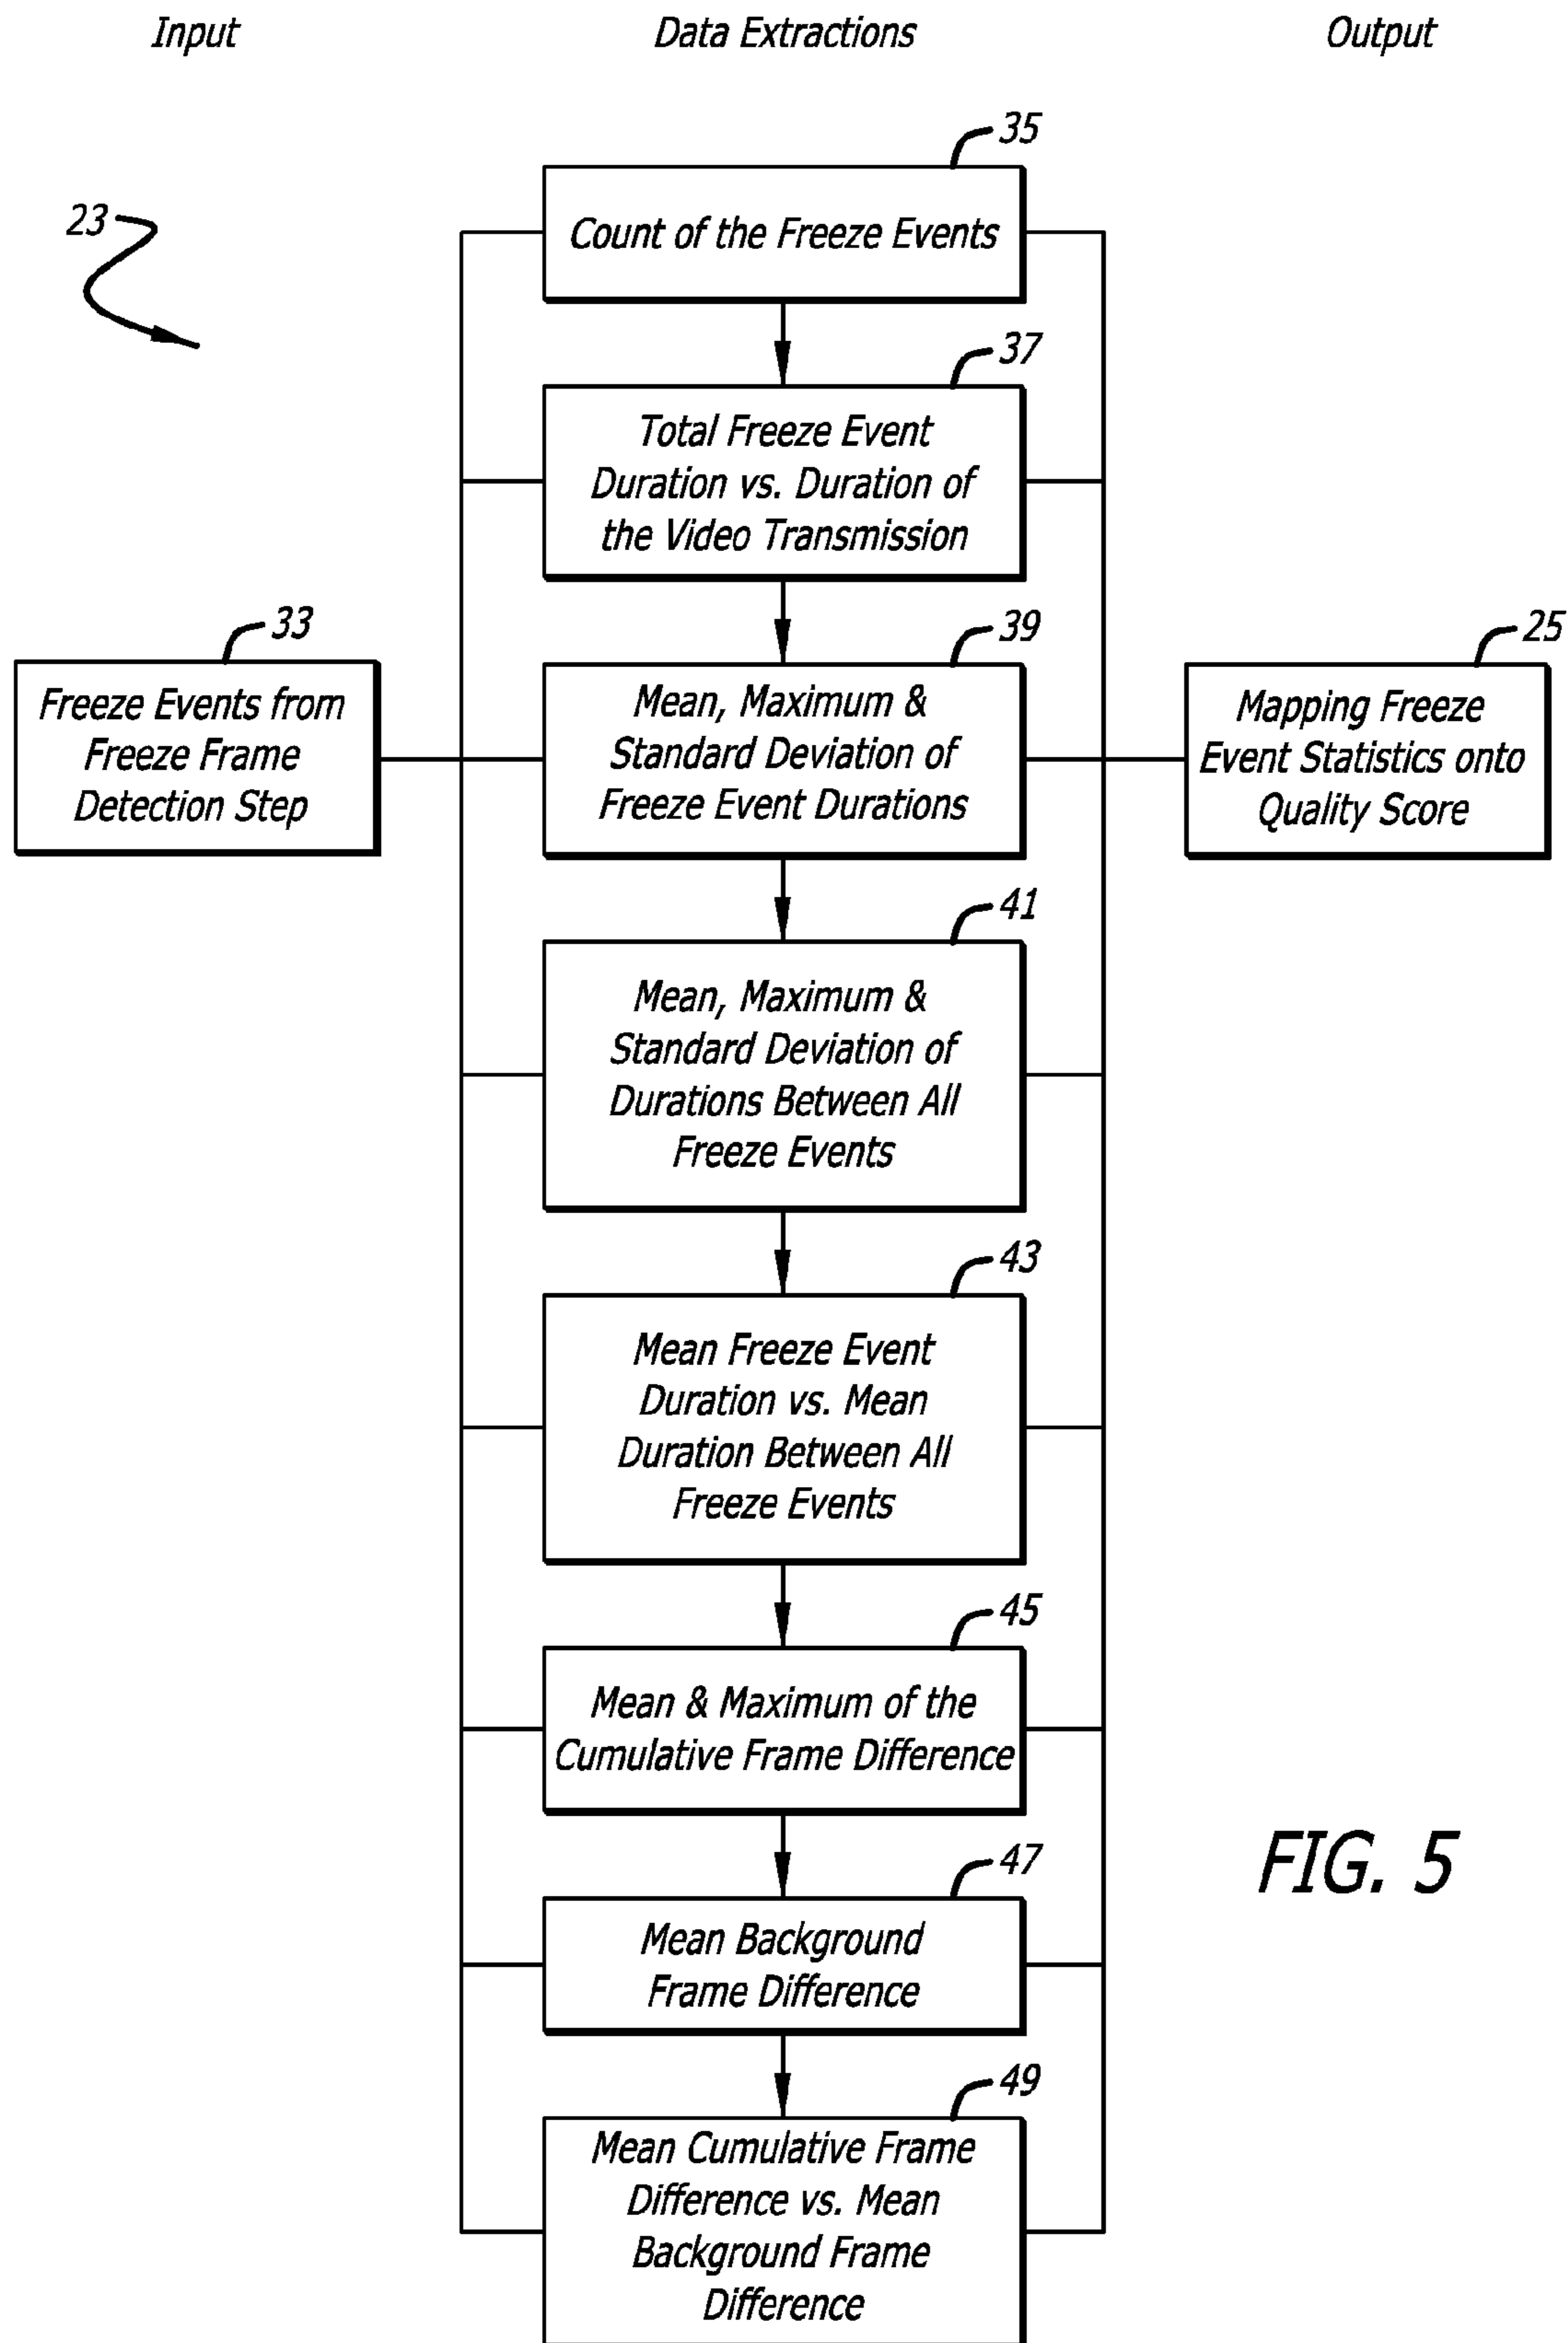 Input
Data Extractions
Output
23
35
Count of the Freeze Events
37
Total Freeze Event
Duration vs. Duration of
the Video Transmission
33
Freeze Events from
Freeze Frame
Detection Step
39
Mean, Maximum &
Standard Deviation of
Freeze Event Durations
25
Mapping Freeze
Event Statistics onto
Quality Score
41
Mean, Maximum &
Standard Deviation of
Durations Between All
Freeze Events
43
Mean Freeze Event
Duration vs. Mean
Duration Between All
Freeze Events
45
Mean & Maximum of the
Cumulative Frame Difference
47
Mean Background
Frame Difference
49
Mean Cumulative Frame
Difference vs. Mean
Background Frame
Difference
FIG. 5